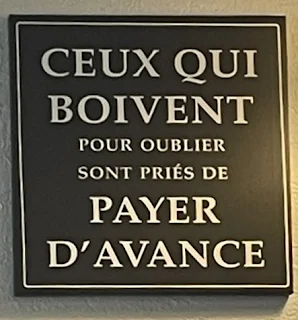 CEUX QUI
BOIVENT
POUR OUBLIER
SONT PRIÉS DE
PAYER
D'AVANCE